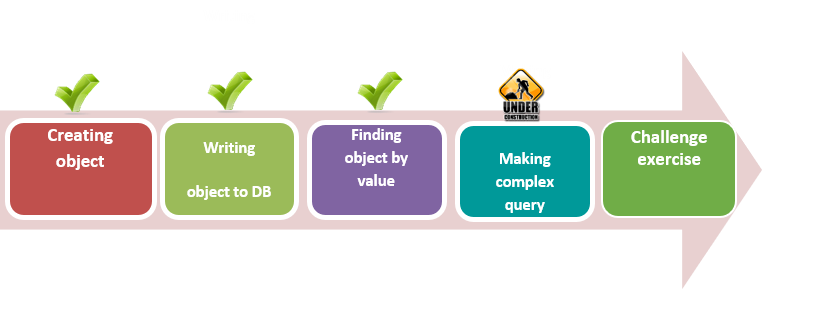 UNDER
CONSTRUCTION
Creating
object
Writing
object to DB
Finding
object by
value
Making
complex
query
Challenge
exercise